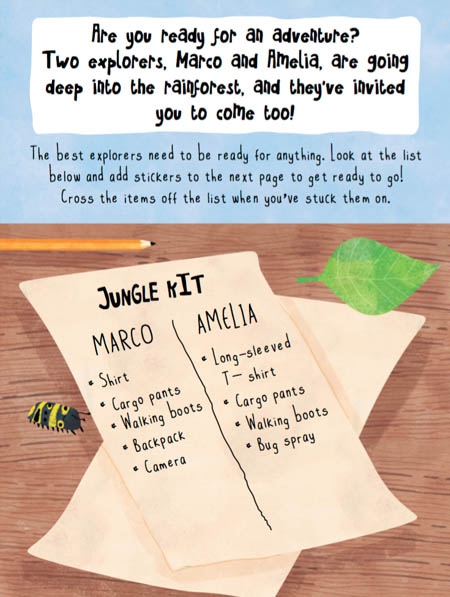 Are you ready for an adventure?
Two explorers, Marco and Amelia, are going
deep into the rainforest, and they've invited
you to come too!
The best explorers need to be ready for anything. Look at the list
below and add stickers to the next page to get ready to go!
Cross the items off the list when you've stuck them on.
JUNGLE KIT
MARCO
• Shirt
• Cargo pants
• Walking boots
• Backpack
• Camera
AMELIA
• Long-sleeved
T- shirt
• Cargo pants
• Walking boots
• Bug spray